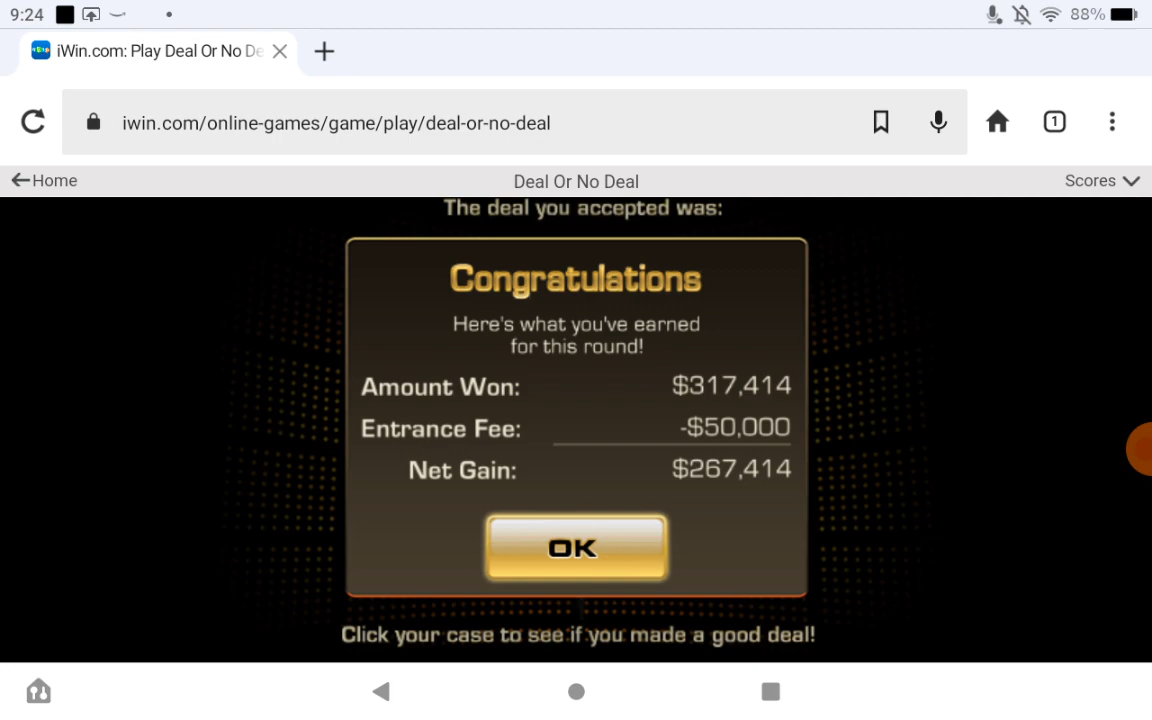 9:24
88%
iWin.com: Play Deal Or No De
iwin.com/online-games/game/play/deal-or-no-deal
1
Home
Deal Or No Deal
Scores
The deal you accepted was:
Congratulations
Here's what you've earned
for this round!
Amount Won: $317,414
Entrance Fee: -$50,000
Net Gain: $267,414
OK
Click your case to see if you made a good deal!